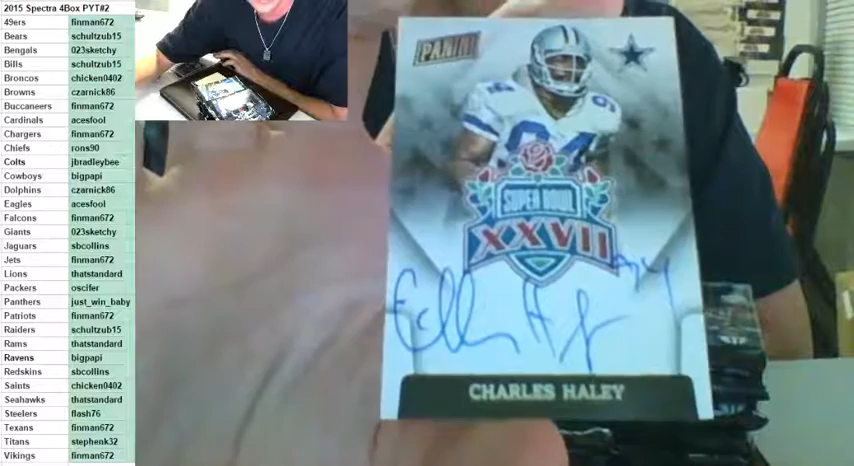 2015 Spectra 4Box PYT#2
49ers finman672
Bears schultzub15
Bengals 023sketchy
Bills schultzub15
Broncos chicken0402
Browns czarnick86
Buccaneers finman672
Cardinals acesfool
Chargers finman672
Chiefs rons90
Colts jbradleybee
Cowboys bigpapi
Dolphins czarnick86
Eagles acesfool
Falcons finman672
Giants 023sketchy
Jaguars sbcollins
Jets finman672
Lions thatstandard
Packers oscifer
Panthers just_win_baby
Patriots finman672
Raiders schultzub15
Rams thatstandard
Ravens bigpapi
Redskins sbcollins
Saints chicken0402
Seahawks thatstandard
Steelers flash76
Texans finman672
Titans stephenk32
Vikings finman672
PANINI
94
SUPER BOWL
XXVII
CHARLES HALEY